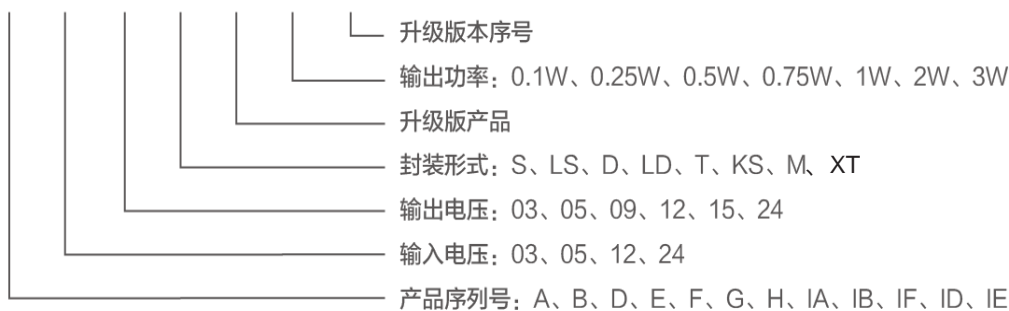 升级版本序号
输出功率：0.1W、0.25W、0.5W、0.75W、1W、2W、3W
升级版产品
封装形式：S、LS、D、LD、T、KS、M、XT
输出电压：03、05、09、12、15、24
输入电压：03、05、12、24
产品序列号：A、B、D、E、F、G、H、IA、IB、IF、ID、IE